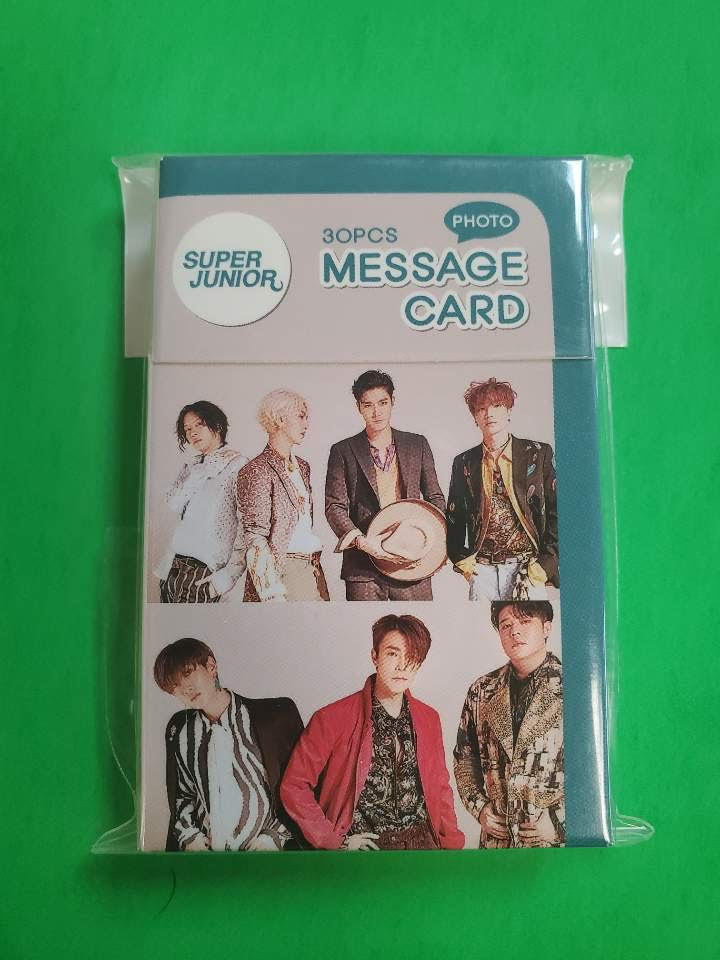 SUPER
JUNIOR
PHOTO
30PCS
MESSAGE
CARD